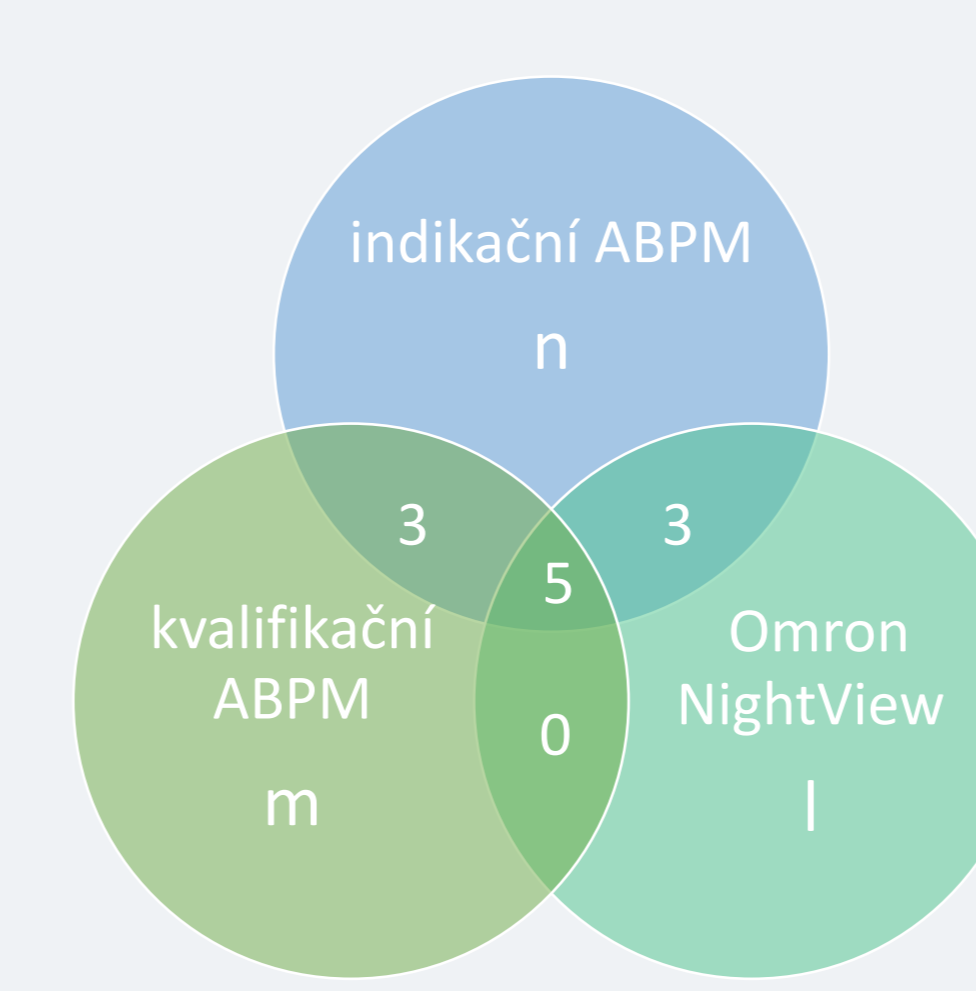 indikační ABPM
n
3
3
5
kvalifikační
ABPM
m
0
Omron
NightView
l